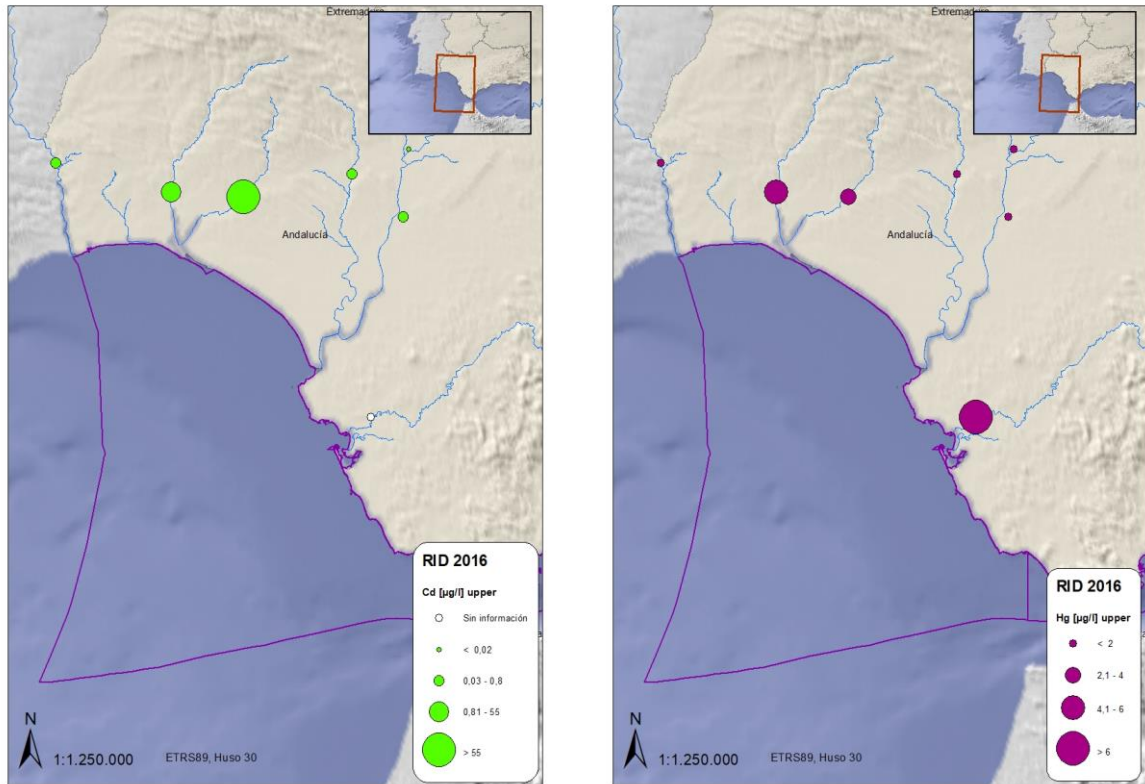 Extremadura
Andalucía
RID 2016
Cd [µg/l] upper
Sin información
< 0,02
0,03 - 0,8
0,81 - 55
> 55
N
1:1.250.000
ETRS89, Huso 30
Extremadura
Andalucía
RID 2016
Hg [µg/l] upper
< 2
2,1 - 4
4,1 - 6
> 6
N
1:1.250.000
ETRS89, Huso 30